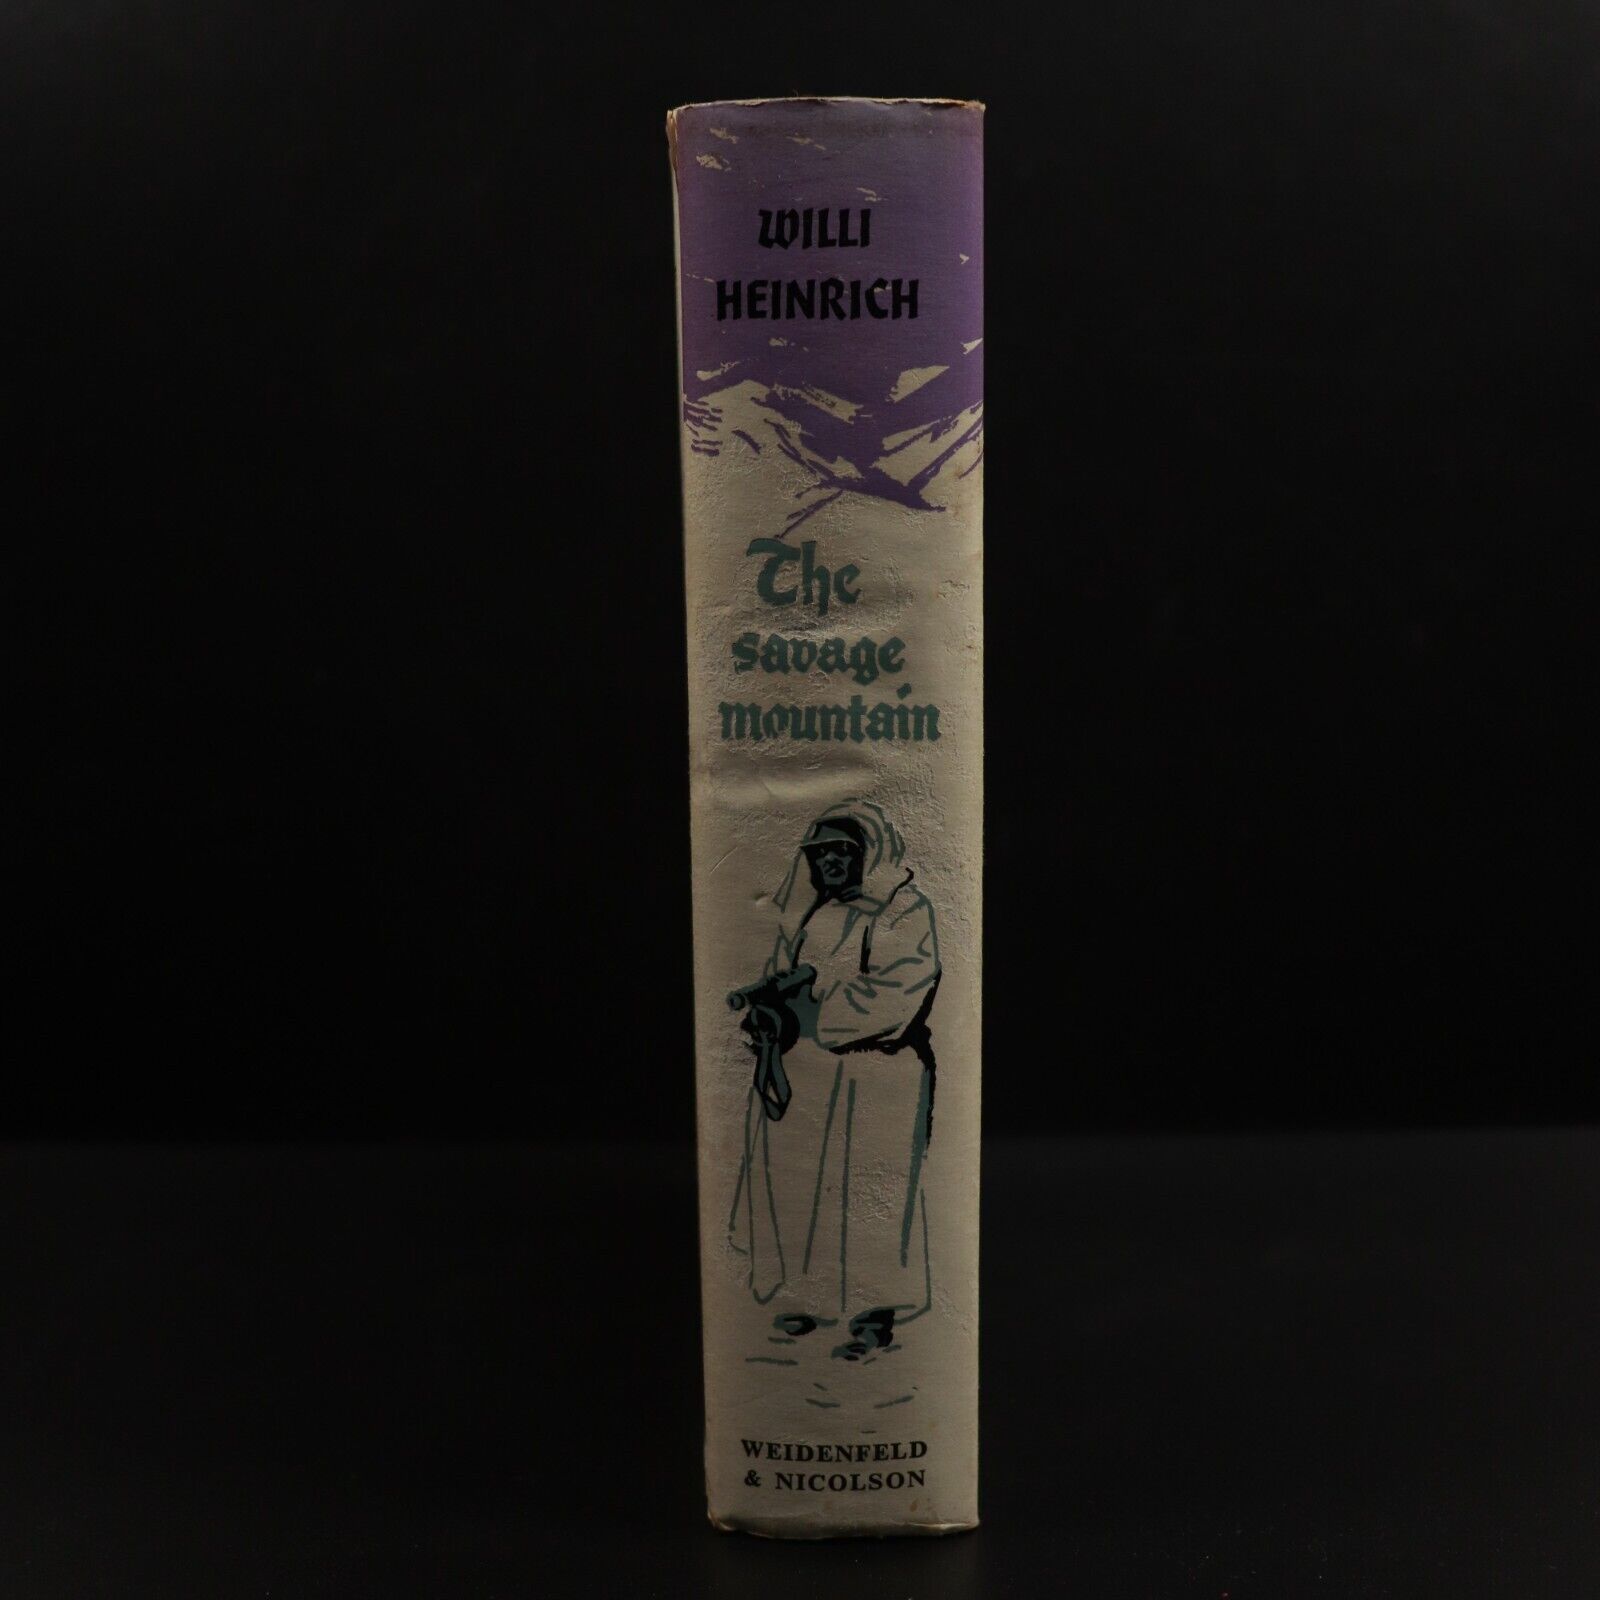 WILLI
HEINRICH
The
savage
mountain
WEIDENFELD
& NICOLSON